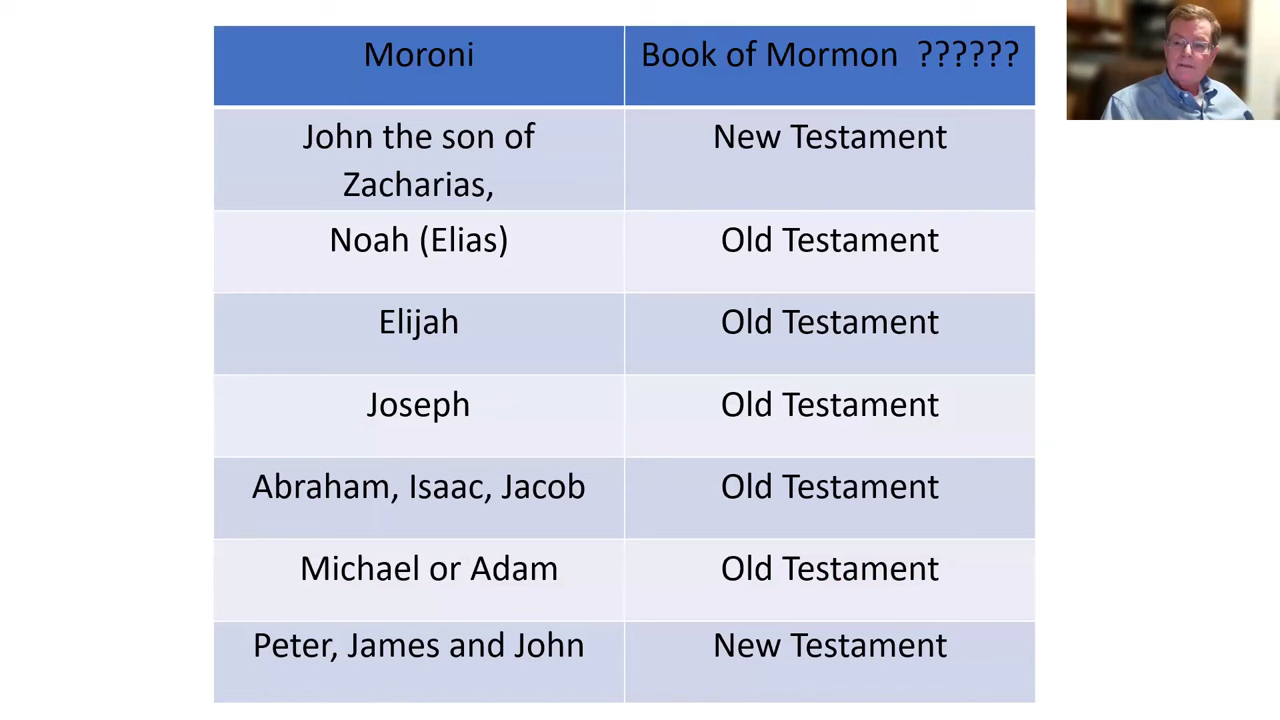 Moroni
Book of Mormon ??????
John the son of
Zacharias,
New Testament
Noah (Elias)
Old Testament
Elijah
Old Testament
Joseph
Old Testament
Abraham, Isaac, Jacob
Old Testament
Michael or Adam
Old Testament
Peter, James and John
New Testament